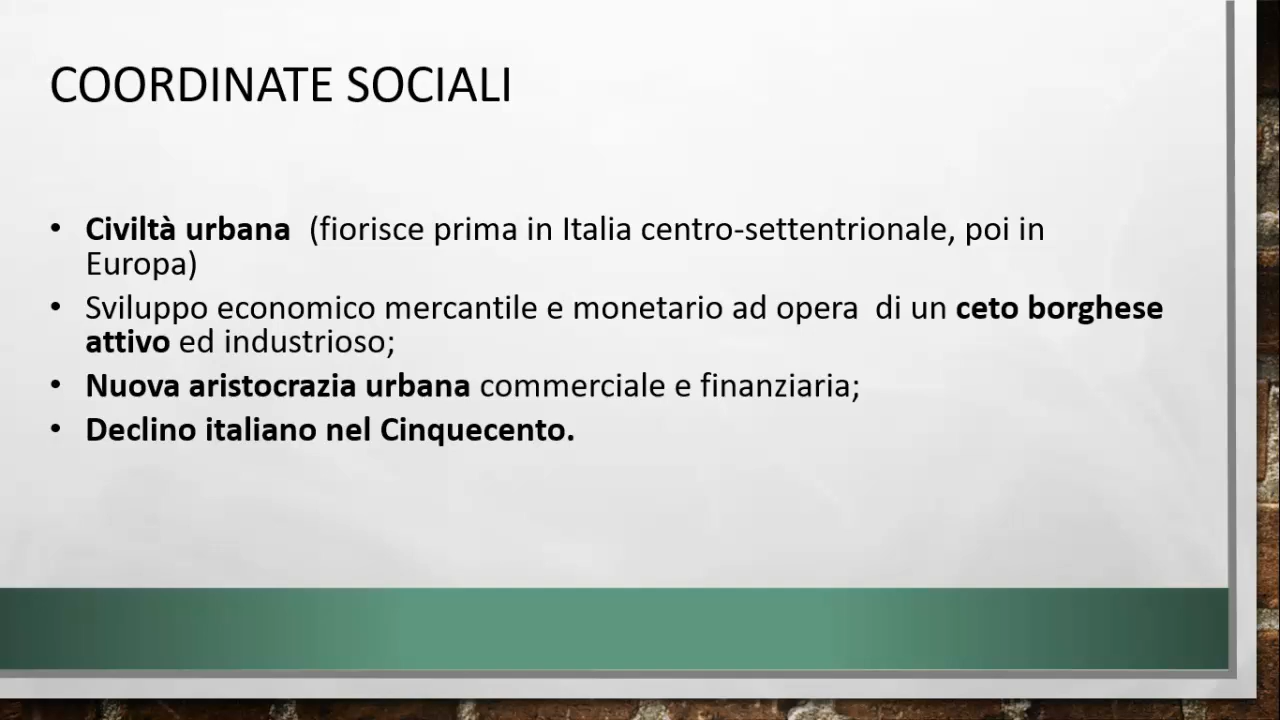 COORDINATE SOCIALI
• Civiltà urbana  (fiorisce prima in Italia centro-settentrionale, poi in
Europa)
• Sviluppo economico mercantile e monetario ad opera  di un ceto borghese
attivo ed industrioso;
• Nuova aristocrazia urbana commerciale e finanziaria;
• Declino italiano nel Cinquecento.